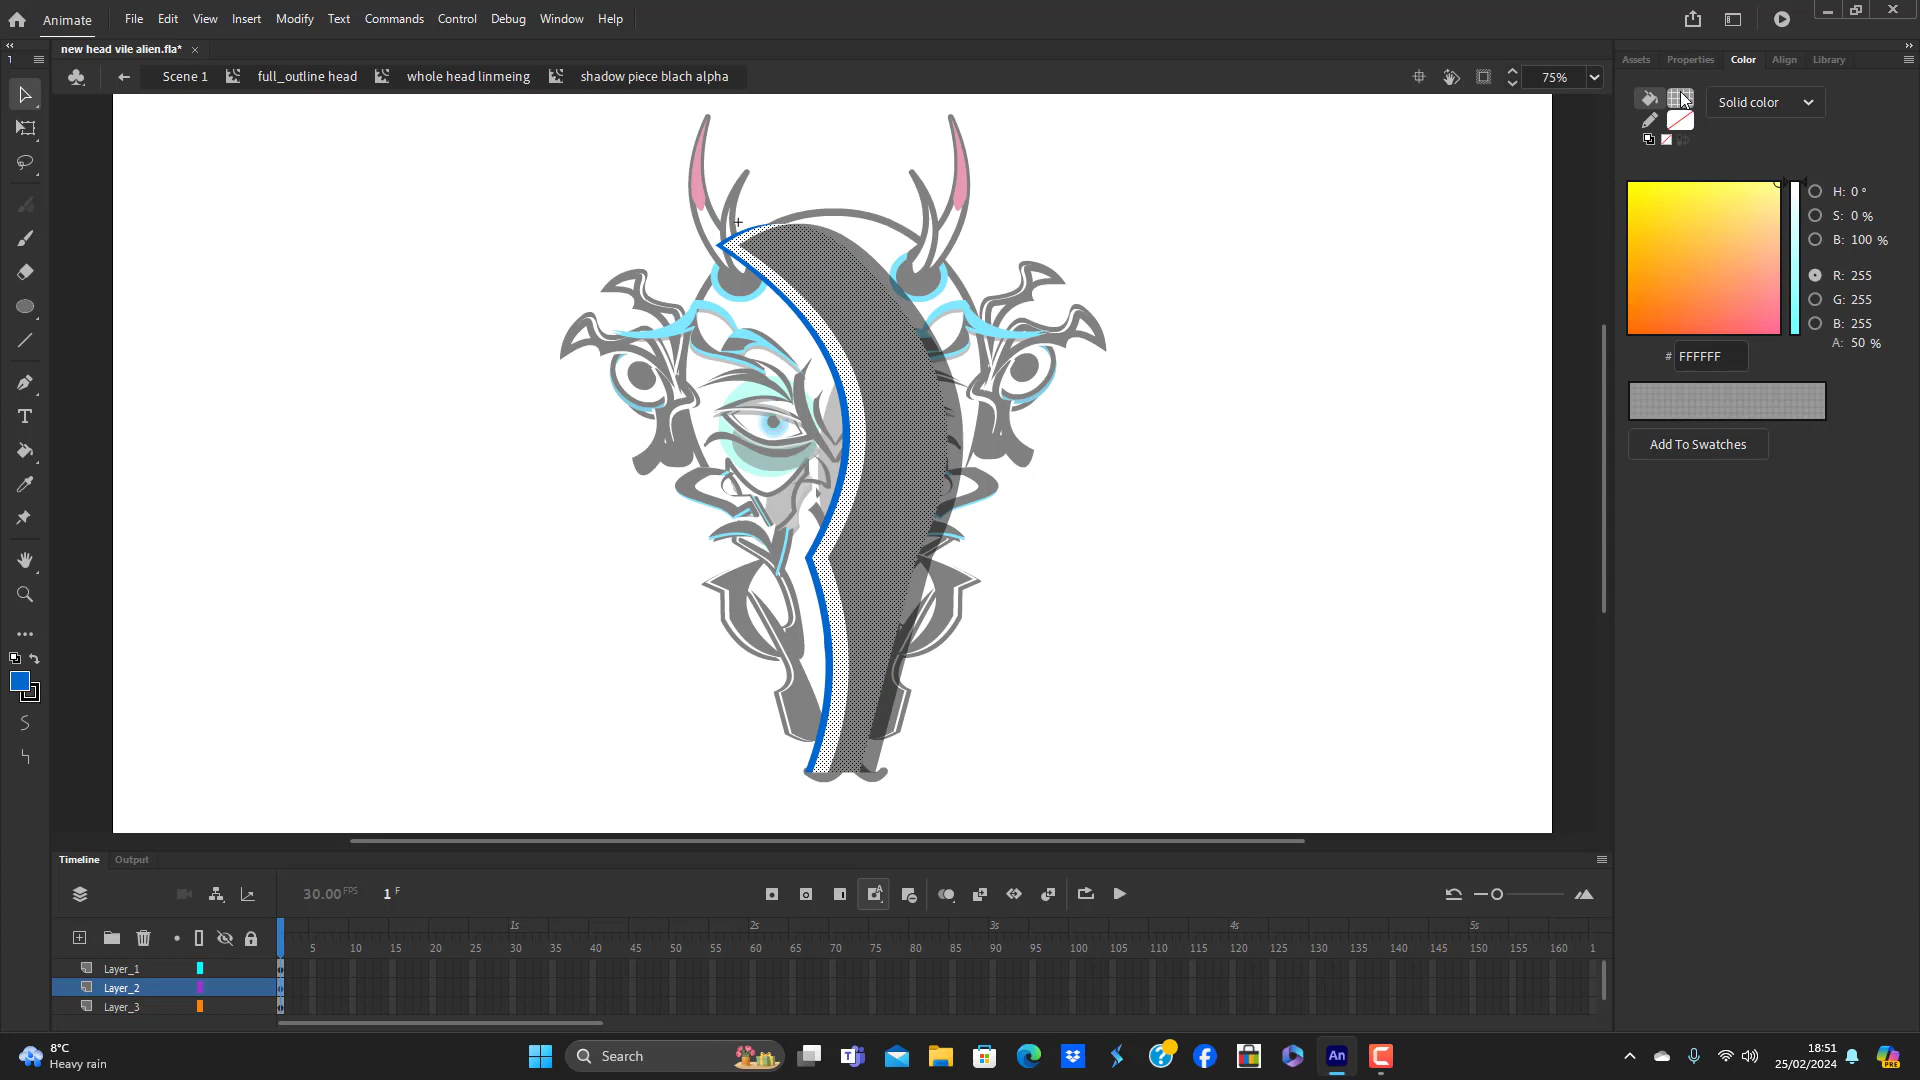 Animate File Edit View Insert Modify Text Commands Control Debug Window Help
new head vile alien.fla*
1
Assets Properties Color Align Library
Scene 1 full_outline head whole head linmeing shadow piece blach alpha 75%
Solid color
H: 0 °
S: 0 %
B: 100 %
R: 255
G: 255
B: 255
A: 50 %
# FFFFFF
Add To Swatches
Timeline Output
30.00 FPS 1 F
1s 2s 3s 4s 5s
5 10 15 20 25 30 35 40 45 50 55 60 65 70 75 80 85 90 95 100 105 110 115 120 125 130 135 140 145 150 155 160 1
Layer_1
Layer_2
Layer_3
8°C
Heavy rain
Search
An
18:51
25/02/2024
PRE